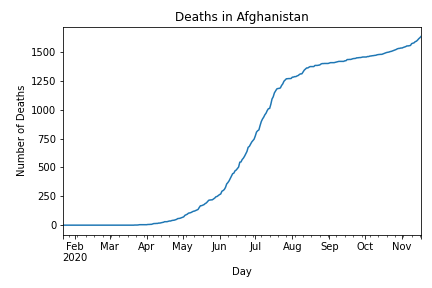 Deaths in Afghanistan
Number of Deaths
1500
1250
1000
750
500
250
0
Feb Mar Apr May Jun Jul Aug Sep Oct Nov
2020
Day